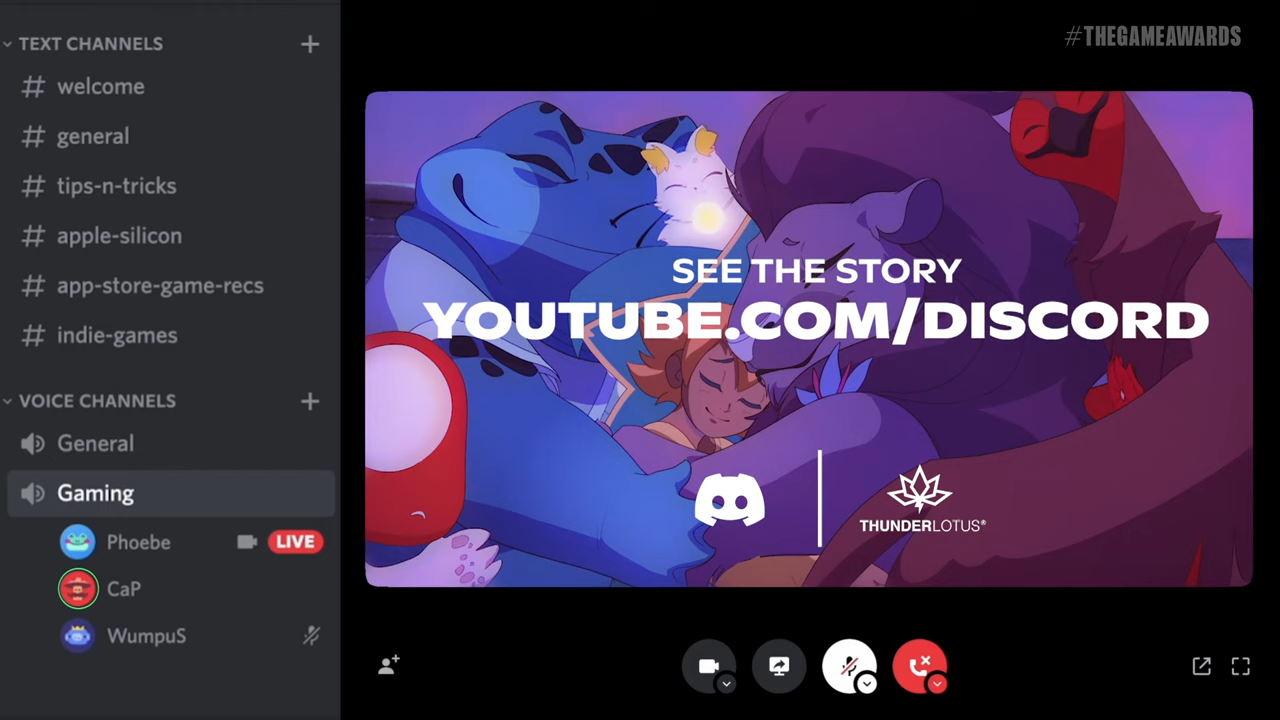 TEXT CHANNELS
# welcome
# general
# tips-n-tricks
# apple-silicon
# app-store-game-recs
# indie-games
VOICE CHANNELS
General
Gaming
Phoebe LIVE
CaP
WumpuS
#THEGAMEAWARDS
SEE THE STORY
YOUTUBE.COM/DISCORD
THUNDERLOTUS®